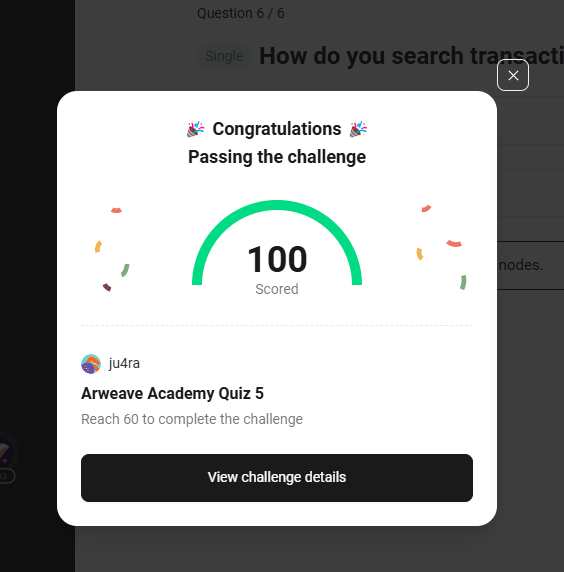 Question 6 / 6
Single How do you search transacti
Congratulations
Passing the challenge
100
Scored
nodes.
ju4ra
Arweave Academy Quiz 5
Reach 60 to complete the challenge
View challenge details